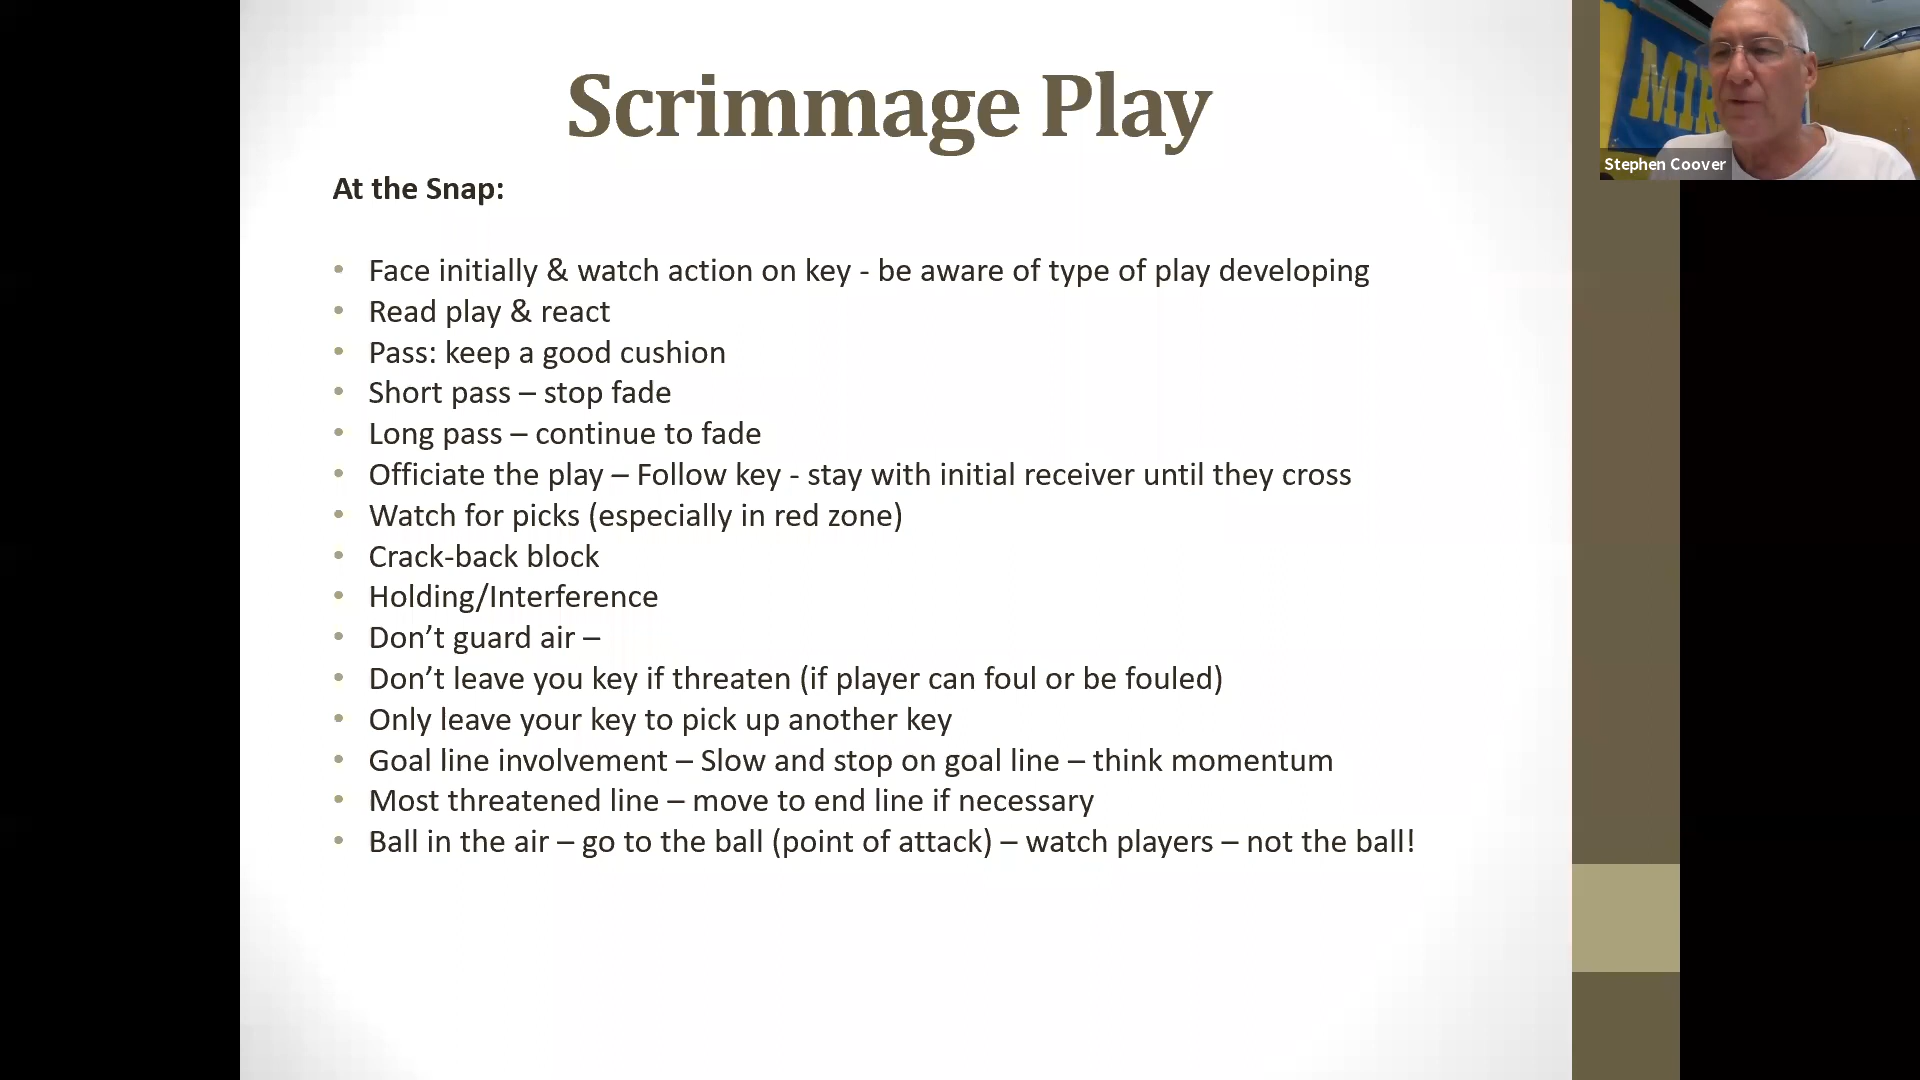 Scrimmage Play
At the Snap:
• Face initially & watch action on key - be aware of type of play developing
• Read play & react
• Pass: keep a good cushion
• Short pass – stop fade
• Long pass – continue to fade
• Officiate the play – Follow key - stay with initial receiver until they cross
• Watch for picks (especially in red zone)
• Crack-back block
• Holding/Interference
• Don’t guard air –
• Don’t leave you key if threaten (if player can foul or be fouled)
• Only leave your key to pick up another key
• Goal line involvement – Slow and stop on goal line – think momentum
• Most threatened line – move to end line if necessary
• Ball in the air – go to the ball (point of attack) – watch players – not the ball!
Stephen Coover